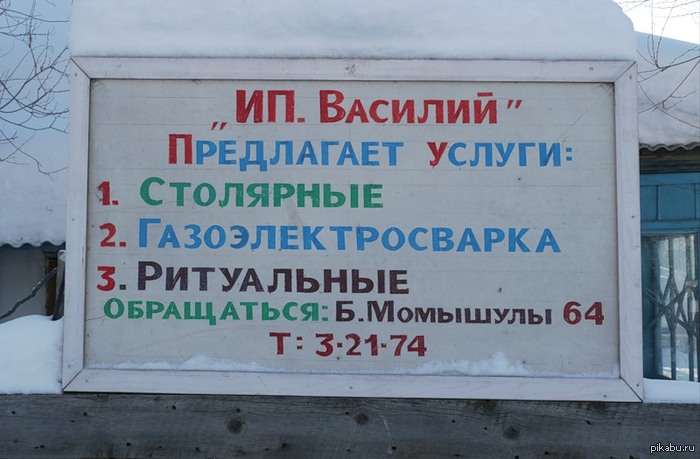 „ИП. Василий”
Предлагает услуги:
1. Столярные
2. Газоэлектросварка
3. Ритуальные
Обращаться: Б.Момышулы 64
Т: 3-21-74
pikabu.ru